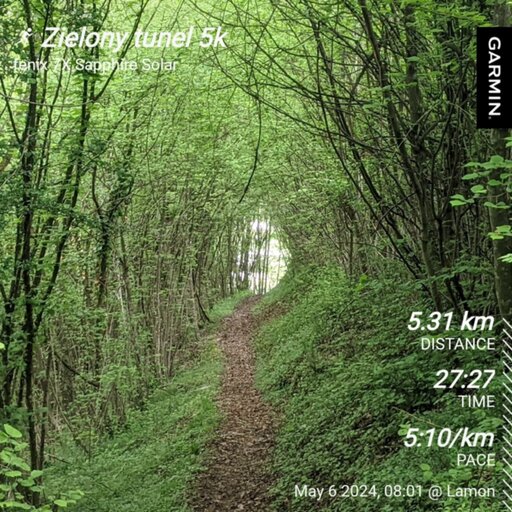 Zielony tunel 5k
fēnix 7X Sapphire Solar
GARMIN.
5.31 km
DISTANCE
27:27
TIME
5:10/km
PACE
May 6 2024, 08:01 @ Lamon